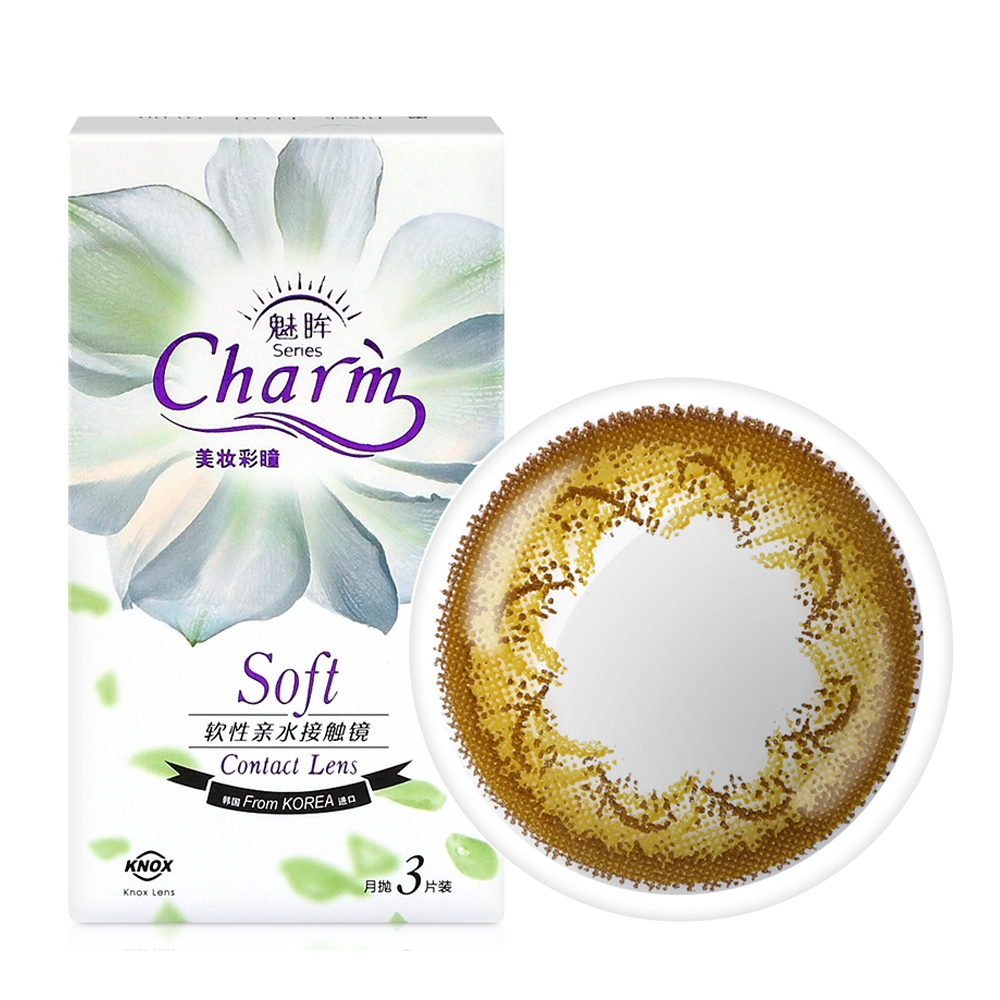 魅眸
Series
Charm
美妆彩瞳
Soft
软性亲水接触镜
Contact Lens
韩国 From KOREA 进口
KNOX
Knox Lens
月抛 3 片装